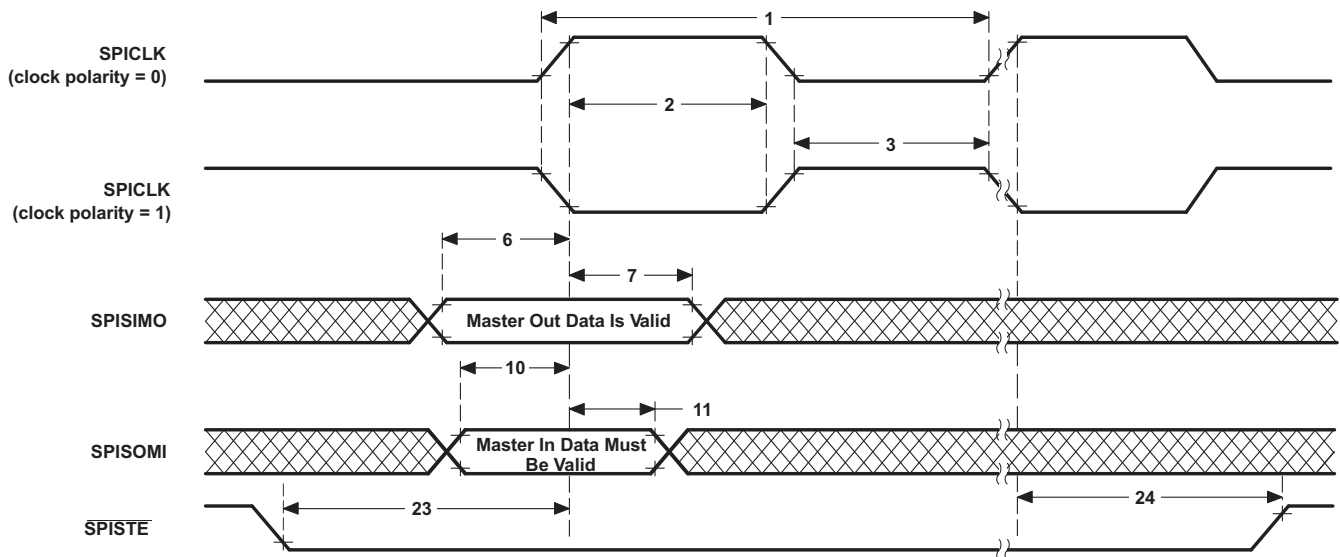 1
SPICLK
(clock polarity = 0)
2
3
SPICLK
(clock polarity = 1)
6
7
SPISIMO
Master Out Data Is Valid
10
11
SPISOMI
Master In Data Must
Be Valid
23
24
SPISTE